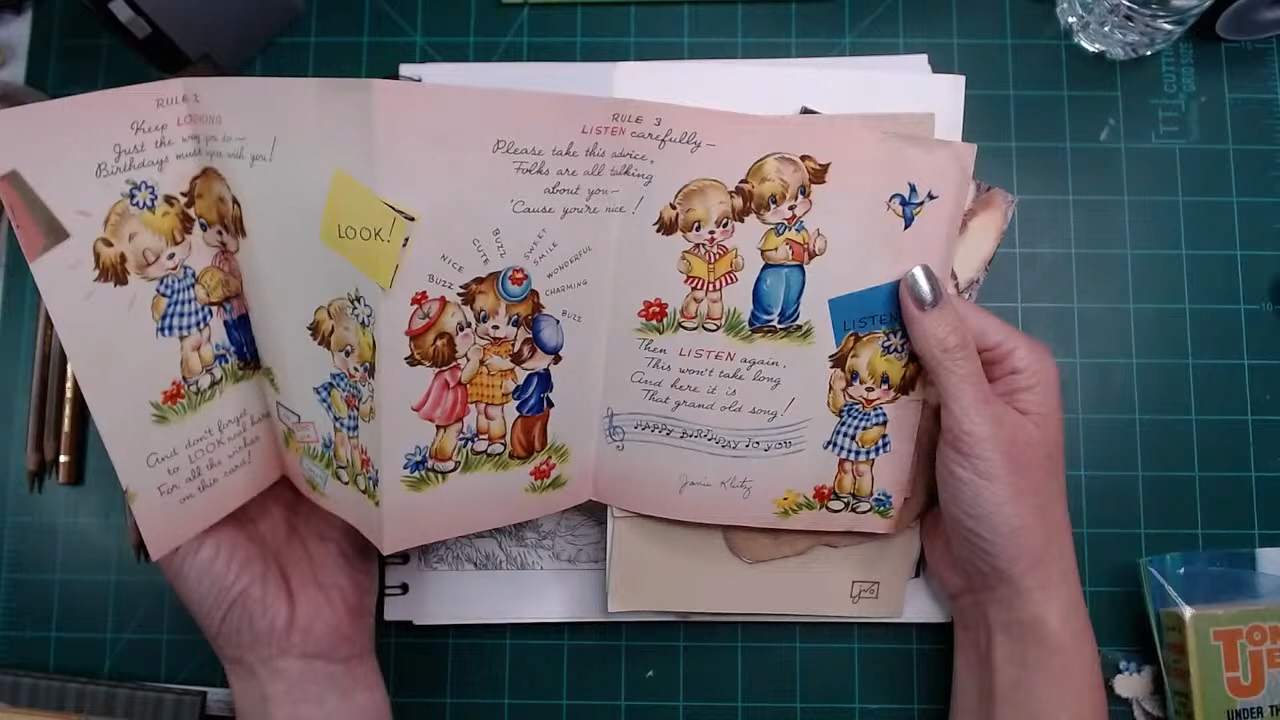 RULE 2
Keep LOOKING
Just the way you do—
Birthdays must agree with you!
And don't forget
to LOOK
For all the wishes
on this card!
LOOK!
BUZZ
NICE
CUTE
BUZZ
SWEET
SMILE
WONDERFUL
CHARMING
BUZZ
RULE 3
LISTEN carefully—
Please take this advice,
Folks are all talking
about you—
'Cause you're nice!
Then LISTEN again,
This won't take long
And here it is
That grand old song!
HAPPY BIRTHDAY TO YOU
LISTEN
UNDER